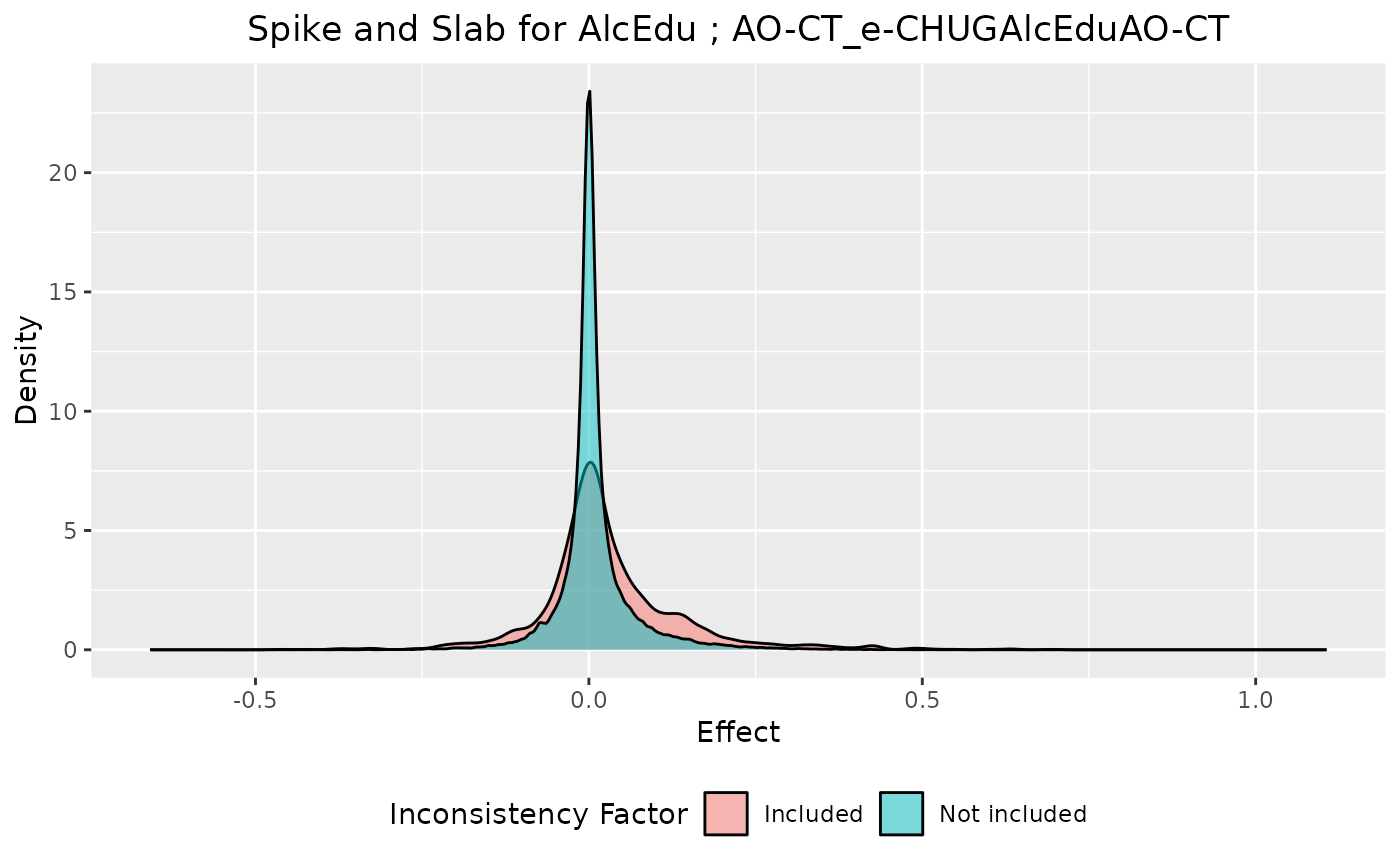 Spike and Slab for AlcEdu ; AO-CT_e-CHUGAlcEduAO-CT
Density
20
15
10
5
0
-0.5 0.0 0.5 1.0
Effect
Inconsistency Factor Included Not included